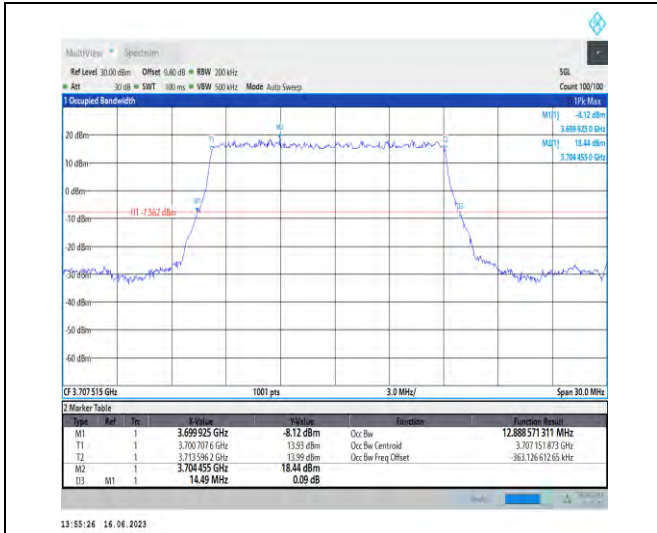 MultiView Spectrum
Ref Level 30.00 dBm Offset 0.80 dB RBW 200 kHz SGL
Att 30 dB SWT 100 ms VBW 500 kHz Mode Auto Sweep Count 100/100
1 Occupied Bandwidth 1Pk Max
M1[1] -8.12 dBm
3.699 925 0 GHz
M2[1] 18.44 dBm
3.704 455 0 GHz
20 dBm
T1 M2 T2
10 dBm
0 dBm
M1 D3
H1 -7.562 dBm
-10 dBm
-20 dBm
-30 dBm
-40 dBm
-50 dBm
-60 dBm
CF 3.707 515 GHz 1001 pts 3.0 MHz/ Span 30.0 MHz
2 Marker Table
Type Ref Trc X-Value Y-Value Function Function Result
M1 1 3.699 925 GHz -8.12 dBm Occ Bw 12.888 571 311 MHz
T1 1 3.700 707 6 GHz 13.93 dBm Occ Bw Centroid 3.707 151 873 GHz
T2 1 3.713 596 2 GHz 13.99 dBm Occ Bw Freq Offset -363.126 612 65 kHz
M2 1 3.704 455 GHz 18.44 dBm
D3 M1 1 14.49 MHz 0.09 dB
13:55:26 16.06.2023